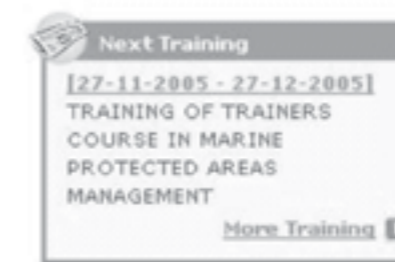 Next Training
[27-11-2005 - 27-12-2005]
TRAINING OF TRAINERS
COURSE IN MARINE
PROTECTED AREAS
MANAGEMENT
More Training